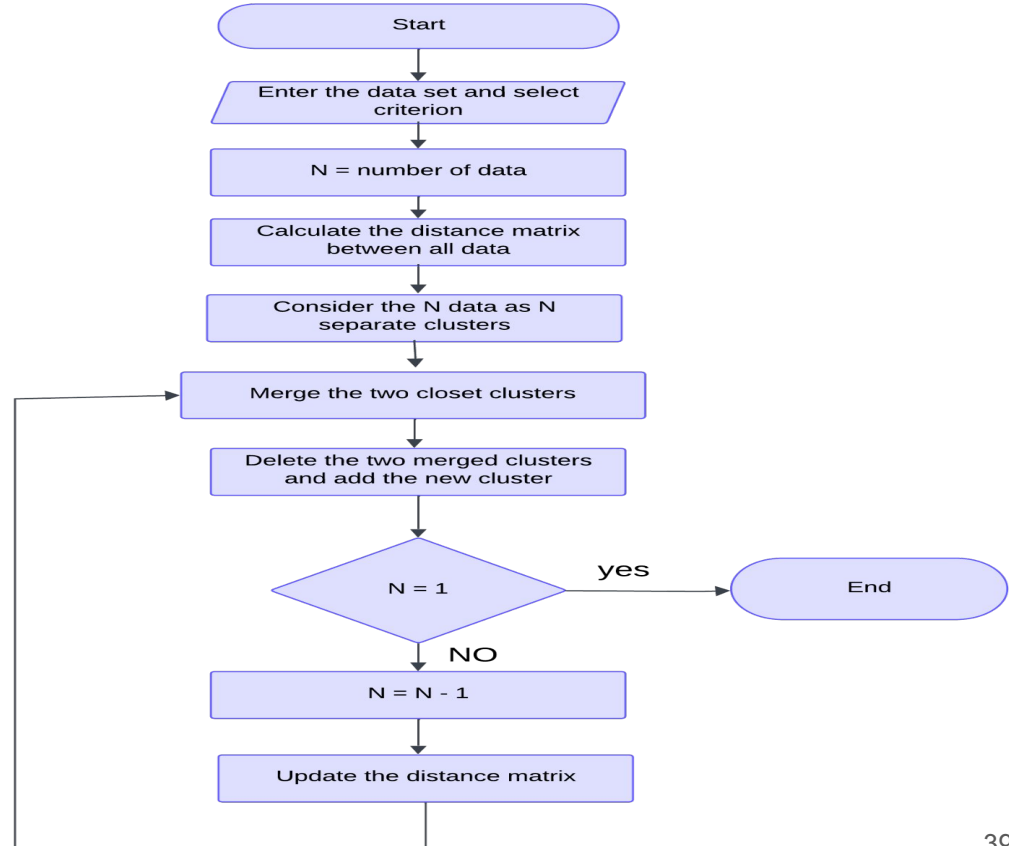 Start
Enter the data set and select
criterion
N = number of data
Calculate the distance matrix
between all data
Consider the N data as N
separate clusters
Merge the two closet clusters
Delete the two merged clusters
and add the new cluster
N = 1
yes
End
NO
N = N - 1
Update the distance matrix
39